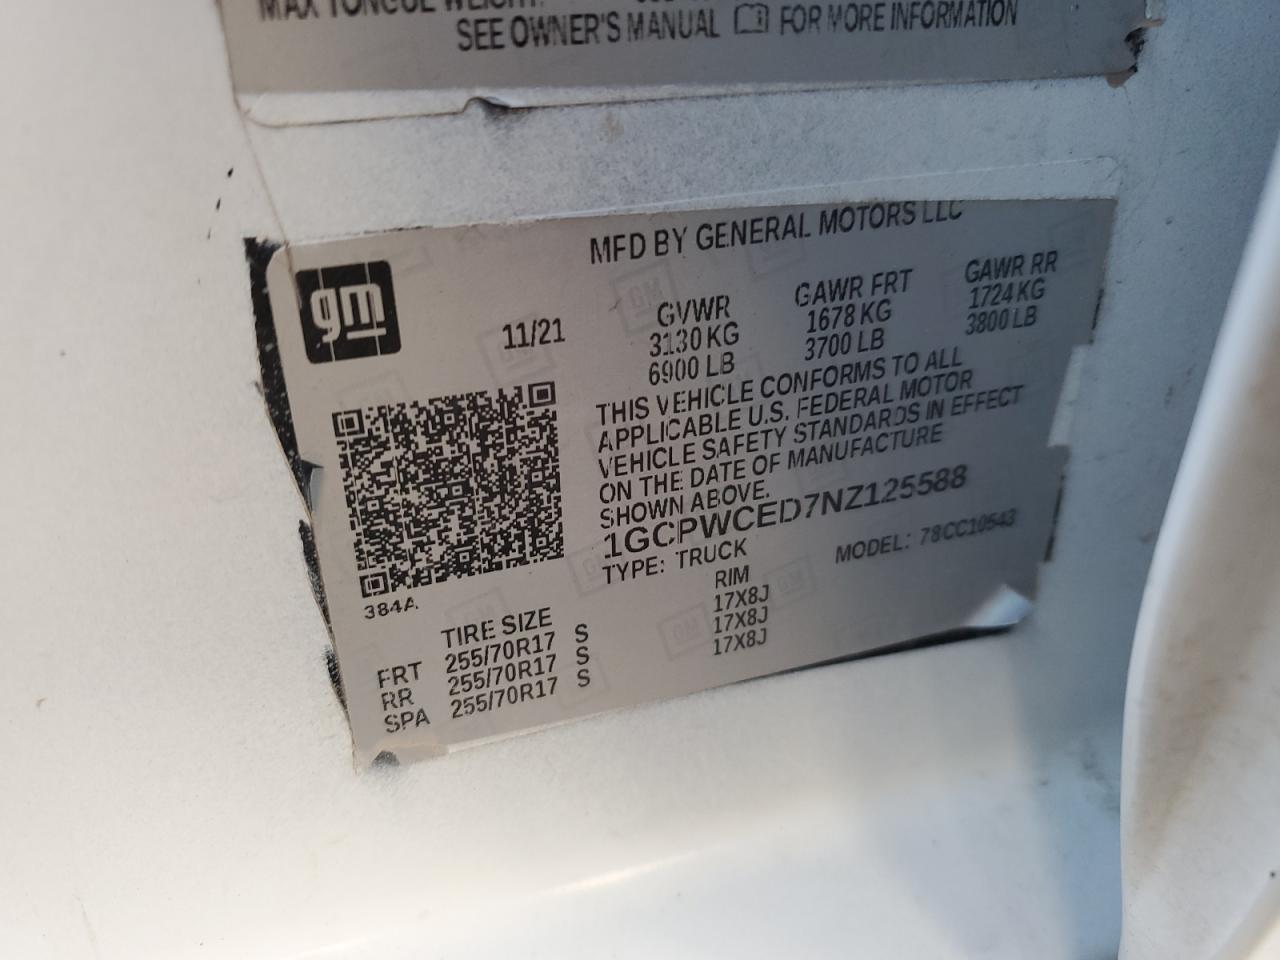 MAX TONGUE WEIGHT:
SEE OWNER'S MANUAL FOR MORE INFORMATION
MFD BY GENERAL MOTORS LLC
gm
11/21
GVWR GAWR FRT GAWR RR
3130 KG 1678 KG 1724 KG
6900 LB 3700 LB 3800 LB
THIS VEHICLE CONFORMS TO ALL
APPLICABLE U.S. FEDERAL MOTOR
VEHICLE SAFETY STANDARDS IN EFFECT
ON THE DATE OF MANUFACTURE
SHOWN ABOVE.
1GCPWCED7NZ125588
TYPE: TRUCK MODEL: 78CC10543
384A
TIRE SIZE RIM
FRT 255/70R17 S 17X8J
RR 255/70R17 S 17X8J
SPA 255/70R17 S 17X8J